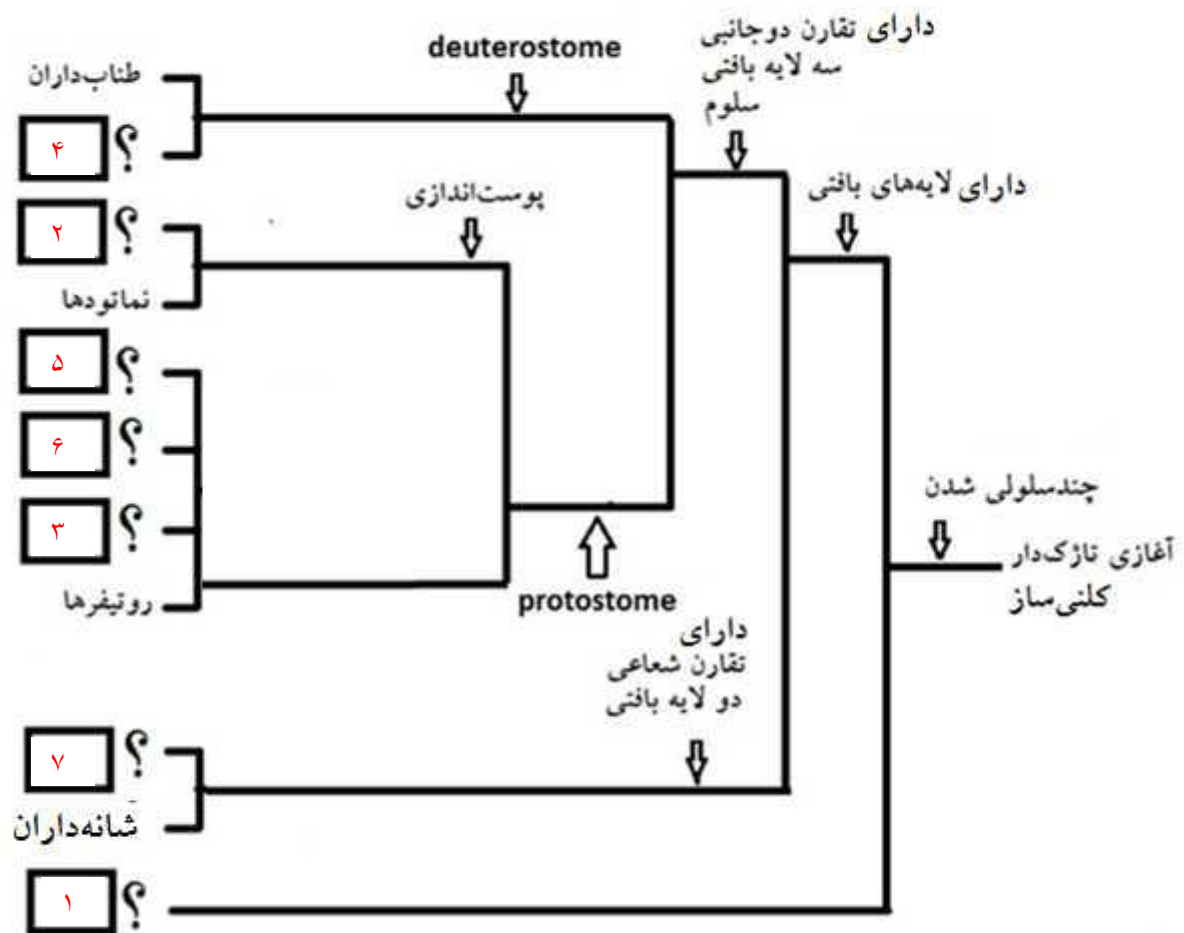 deuterostome
دارای تقارن دوجانبی
سه لایه بافتی
سلوم
طناب‌داران
۴ ؟
۲ ؟
پوست‌اندازی
دارای لایه‌های بافتی
نماتودها
۵ ؟
۶ ؟
۳ ؟
چندسلولی شدن
آغازی تاژک‌دار
کلنی‌ساز
روتیفرها
protostome
دارای
تقارن شعاعی
دو لایه بافتی
۷ ؟
شانه‌داران
۱ ؟